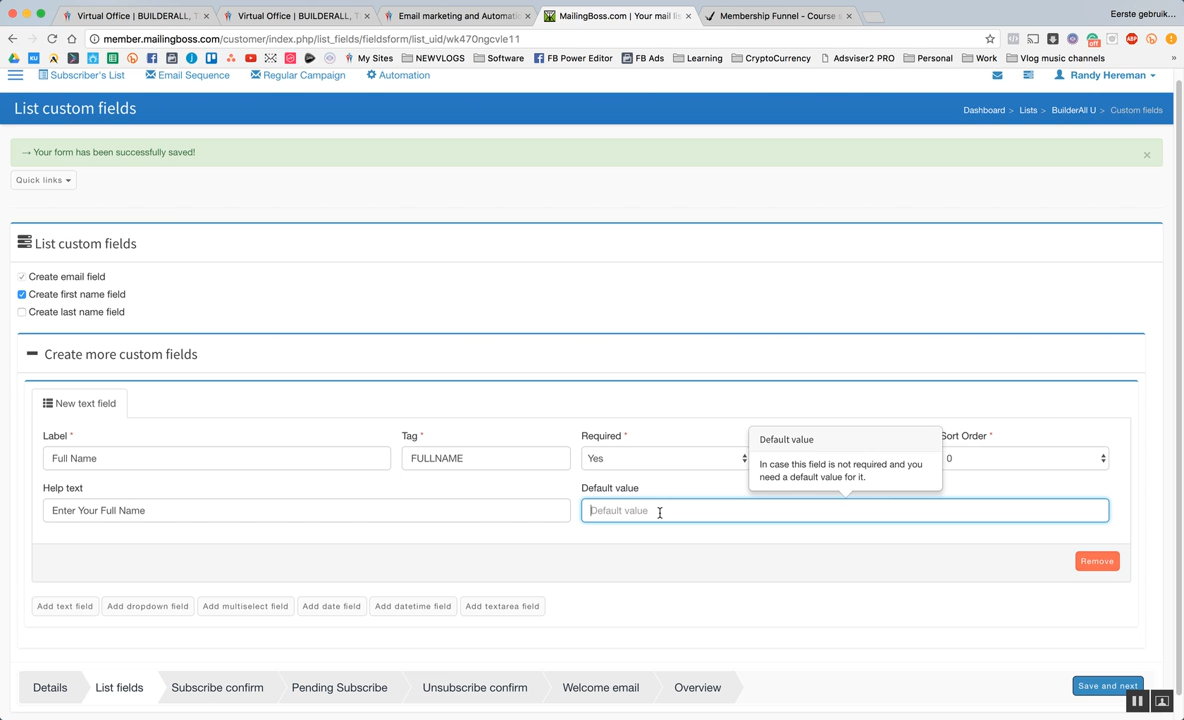 Virtual Office | BUILDERALL, T
Virtual Office | BUILDERALL, T
Email marketing and Automatic
MailingBoss.com | Your mail lis
Membership Funnel - Course a
Eerste gebruik...
member.mailingboss.com/customer/index.php/list_fields/fieldsform/list_uid/wk470ngcvle11
off
ABP
KU
My Sites
NEWVLOGS
Software
FB Power Editor
FB Ads
Learning
CryptoCurrency
Adsviser2 PRO
Personal
Work
Vlog music channels
»
Subscriber's List
Email Sequence
Regular Campaign
Automation
Randy Hereman
List custom fields
Dashboard > Lists > BuilderAll U > Custom fields
→ Your form has been successfully saved!
×
Quick links
List custom fields
Create email field
Create first name field
Create last name field
Create more custom fields
New text field
Label *
Tag *
Required *
Sort Order *
Full Name
FULLNAME
Yes
0
Default value
In case this field is not required and you
need a default value for it.
Help text
Default value
Enter Your Full Name
Default value
Remove
Add text field
Add dropdown field
Add multiselect field
Add date field
Add datetime field
Add textarea field
Details
List fields
Subscribe confirm
Pending Subscribe
Unsubscribe confirm
Welcome email
Overview
Save and next